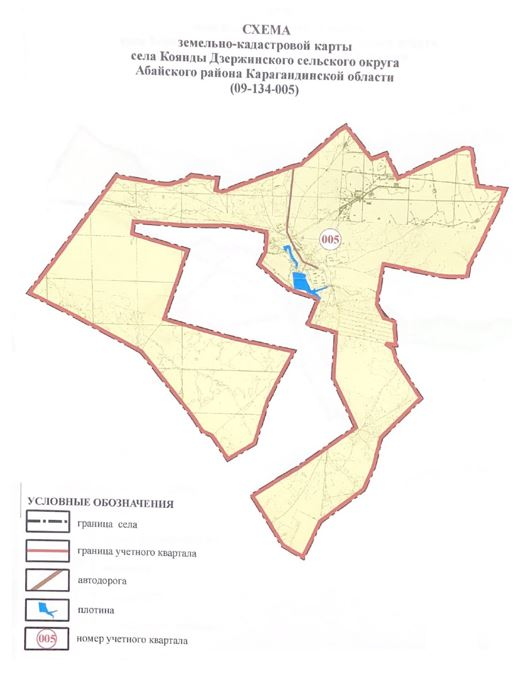 СХЕМА
земельно-кадастровой карты
села Коянды Дзержинского сельского округа
Абайского района Карагандинской области
(09-134-005)
005
УСЛОВНЫЕ ОБОЗНАЧЕНИЯ
граница села
граница учетного квартала
автодорога
плотина
005
номер учетного квартала